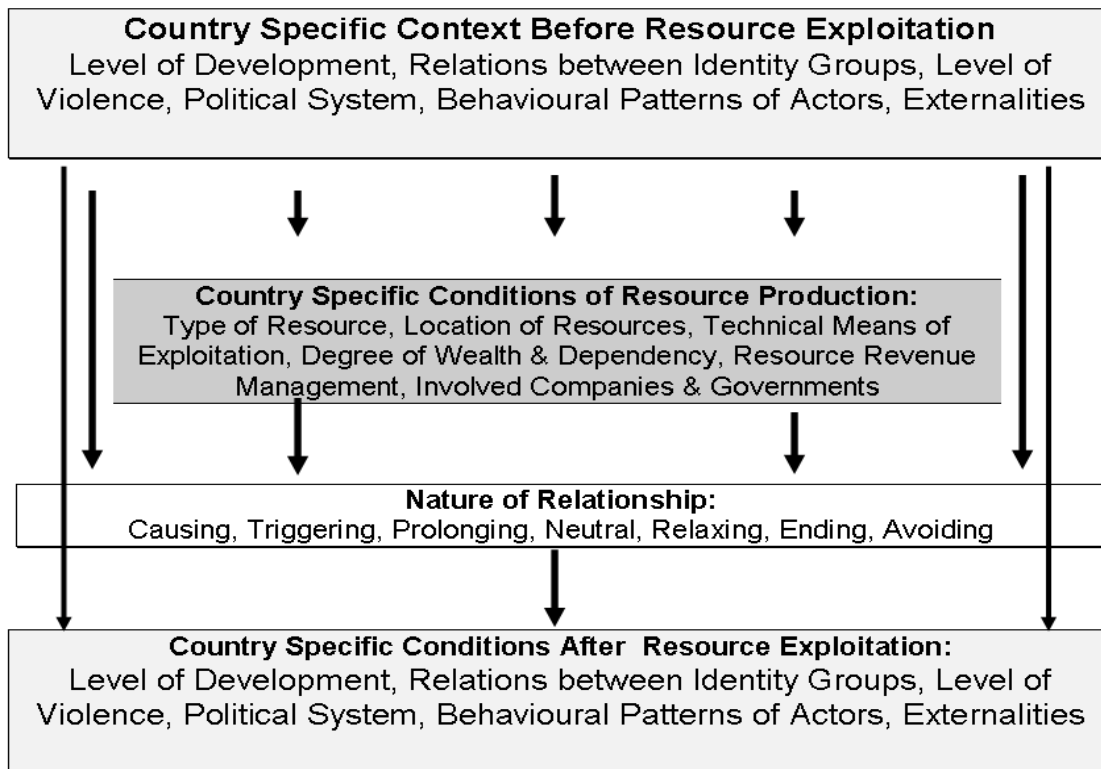 Country Specific Context Before Resource Exploitation
Level of Development, Relations between Identity Groups, Level of
Violence, Political System, Behavioural Patterns of Actors, Externalities
Country Specific Conditions of Resource Production:
Type of Resource, Location of Resources, Technical Means of
Exploitation, Degree of Wealth & Dependency, Resource Revenue
Management, Involved Companies & Governments
Nature of Relationship:
Causing, Triggering, Prolonging, Neutral, Relaxing, Ending, Avoiding
Country Specific Conditions After Resource Exploitation:
Level of Development, Relations between Identity Groups, Level of
Violence, Political System, Behavioural Patterns of Actors, Externalities